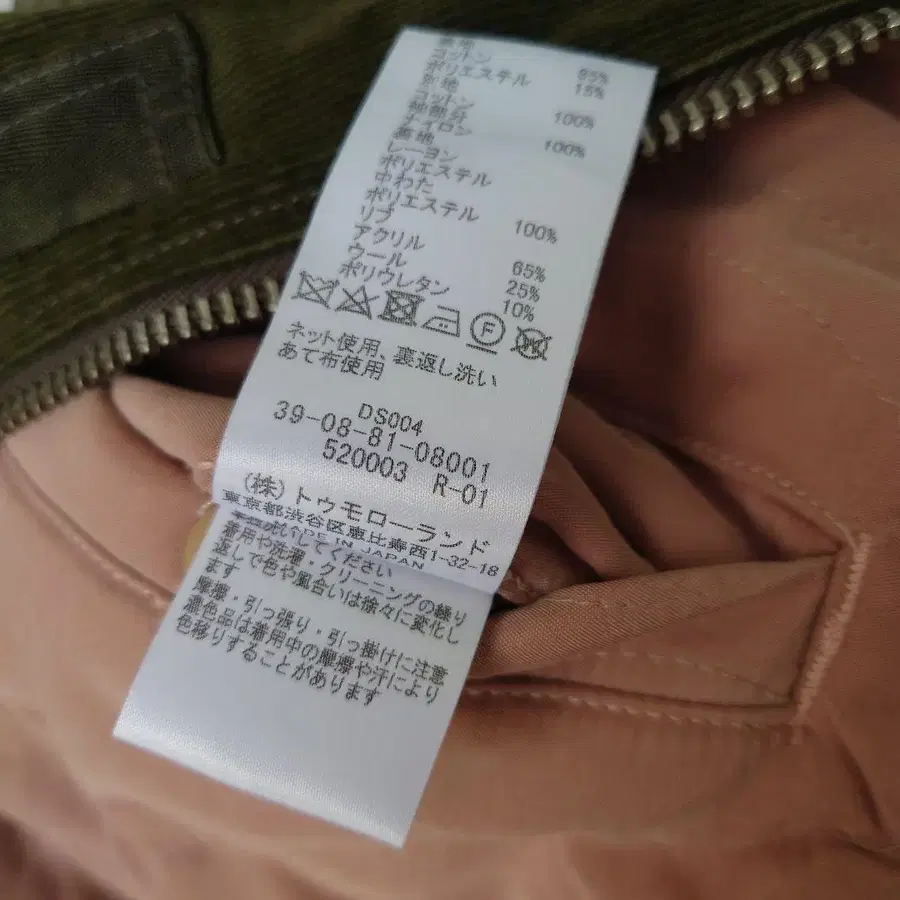 表地
コットン 85%
ポリエステル 15%
別地
コットン 100%
袖部分
ナイロン 100%
裏地
レーヨン
ポリエステル
中わた
ポリエステル 100%
リブ
アクリル 65%
ウール 25%
ポリウレタン 10%
F
ネット使用、裏返し洗い
あて布使用
DS004
39-08-81-08001
520003 R-01
(株)トゥモローランド
東京都渋谷区恵比寿西1-32-18
MADE IN JAPAN
着用や洗濯・クリーニングの繰り
返しで色や風合いは徐々に変化し
ます
摩擦・引っ張り・引っ掛けに注意
濃色品は着用中の摩擦や汗により
色移りすることがあります